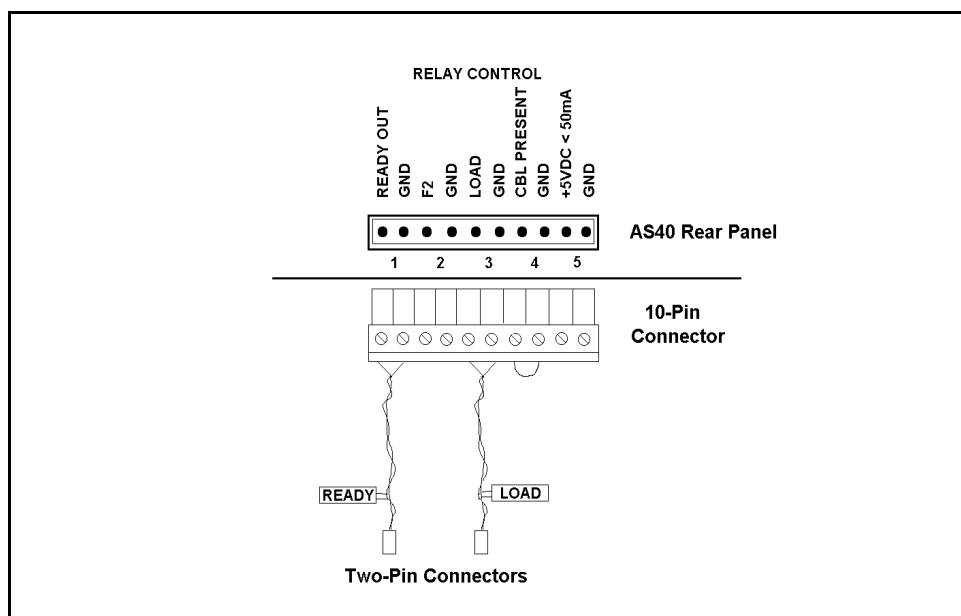 RELAY CONTROL
READY OUT
GND
F2
GND
LOAD
GND
CBL PRESENT
GND
+5VDC < 50mA
GND
AS40 Rear Panel
1 2 3 4 5
10-Pin
Connector
READY
LOAD
Two-Pin Connectors